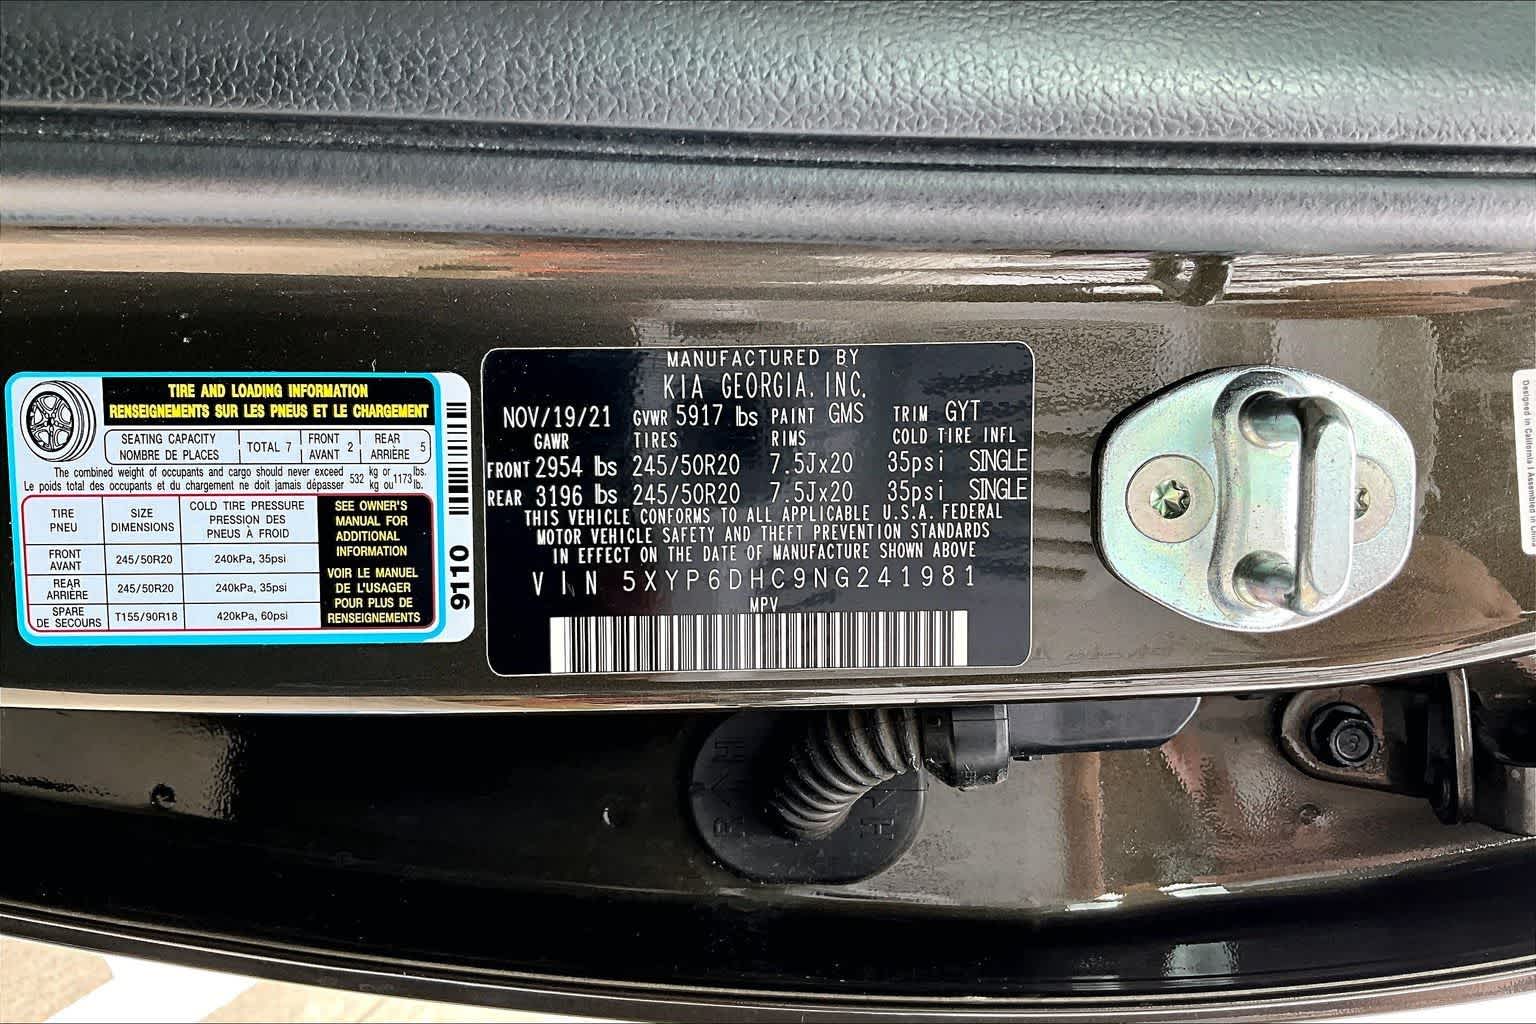 TIRE AND LOADING INFORMATION
RENSEIGNEMENTS SUR LES PNEUS ET LE CHARGEMENT
SEATING CAPACITY
NOMBRE DE PLACES
TOTAL 7
FRONT
AVANT 2
REAR
ARRIÈRE 5
The combined weight of occupants and cargo should never exceed 532 kg or 1173 lbs.
Le poids total des occupants et du chargement ne doit jamais dépasser kg ou lb.
TIRE
PNEU
SIZE
DIMENSIONS
COLD TIRE PRESSURE
PRESSION DES
PNEUS À FROID
FRONT
AVANT
245/50R20
240kPa, 35psi
REAR
ARRIÈRE
245/50R20
240kPa, 35psi
SPARE
DE SECOURS
T155/90R18
420kPa, 60psi
SEE OWNER'S
MANUAL FOR
ADDITIONAL
INFORMATION
VOIR LE MANUEL
DE L'USAGER
POUR PLUS DE
RENSEIGNEMENTS
9110
MANUFACTURED BY
KIA GEORGIA, INC.
NOV/19/21 GVWR 5917 lbs PAINT GMS TRIM GYT
GAWR TIRES RIMS COLD TIRE INFL
FRONT 2954 lbs 245/50R20 7.5Jx20 35psi SINGLE
REAR 3196 lbs 245/50R20 7.5Jx20 35psi SINGLE
THIS VEHICLE CONFORMS TO ALL APPLICABLE U.S.A. FEDERAL
MOTOR VEHICLE SAFETY AND THEFT PREVENTION STANDARDS
IN EFFECT ON THE DATE OF MANUFACTURE SHOWN ABOVE
VIN 5XYP6DHC9NG241981
MPV
Designed in California | Assembled in China